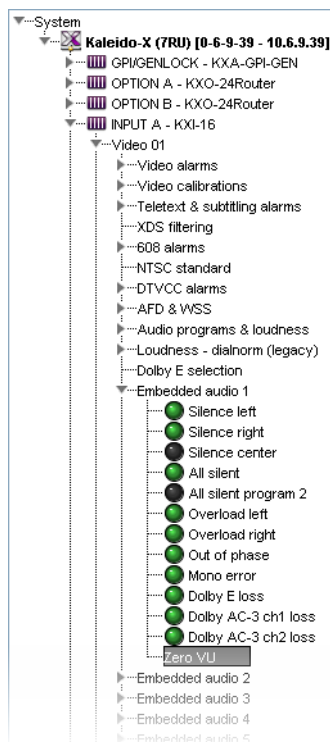 System
Kaleido-X (7RU) [0-6-9-39 - 10.6.9.39]
GPI/GENLOCK - KXA-GPI-GEN
OPTION A - KXO-24Router
OPTION B - KXO-24Router
INPUT A - KXI-16
Video 01
Video alarms
Video calibrations
Teletext & subtitling alarms
XDS filtering
608 alarms
NTSC standard
DTVCC alarms
AFD & WSS
Audio programs & loudness
Loudness - dialnorm (legacy)
Dolby E selection
Embedded audio 1
Silence left
Silence right
Silence center
All silent
All silent program 2
Overload left
Overload right
Out of phase
Mono error
Dolby E loss
Dolby AC-3 ch1 loss
Dolby AC-3 ch2 loss
Zero VU
Embedded audio 2
Embedded audio 3
Embedded audio 4
Embedded audio 5